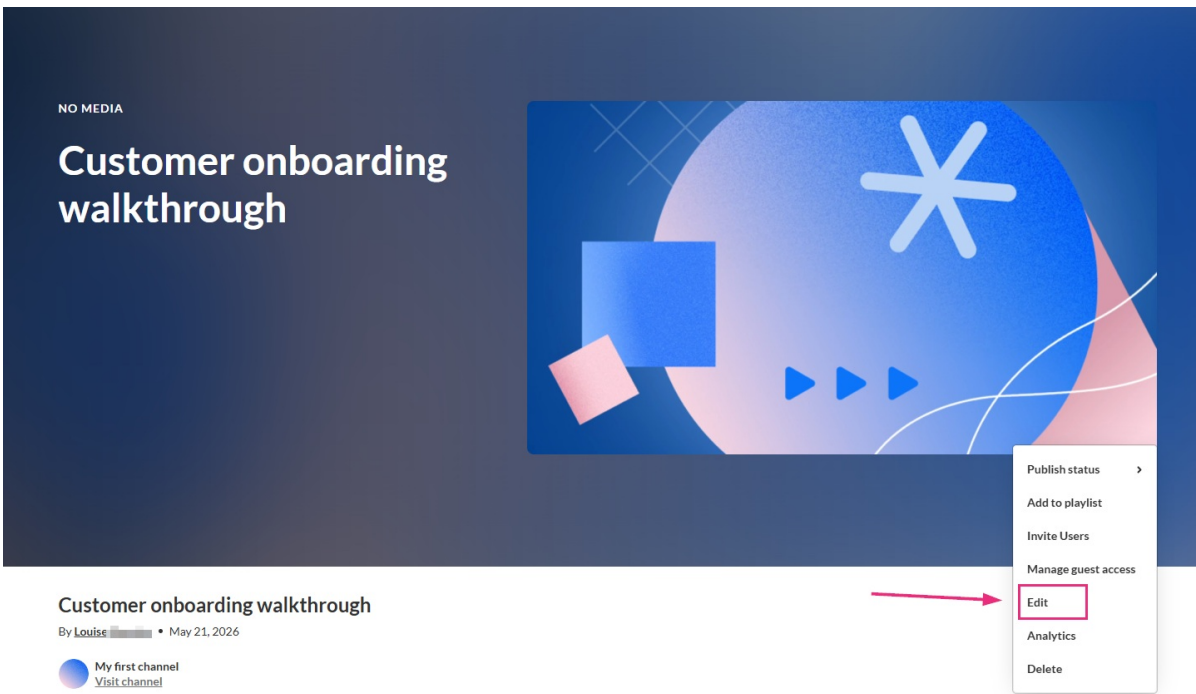 NO MEDIA
Customer onboarding
walkthrough
Publish status
Add to playlist
Invite Users
Manage guest access
Edit
Analytics
Delete
Customer onboarding walkthrough
By Louise • May 21, 2026
My first channel
Visit channel